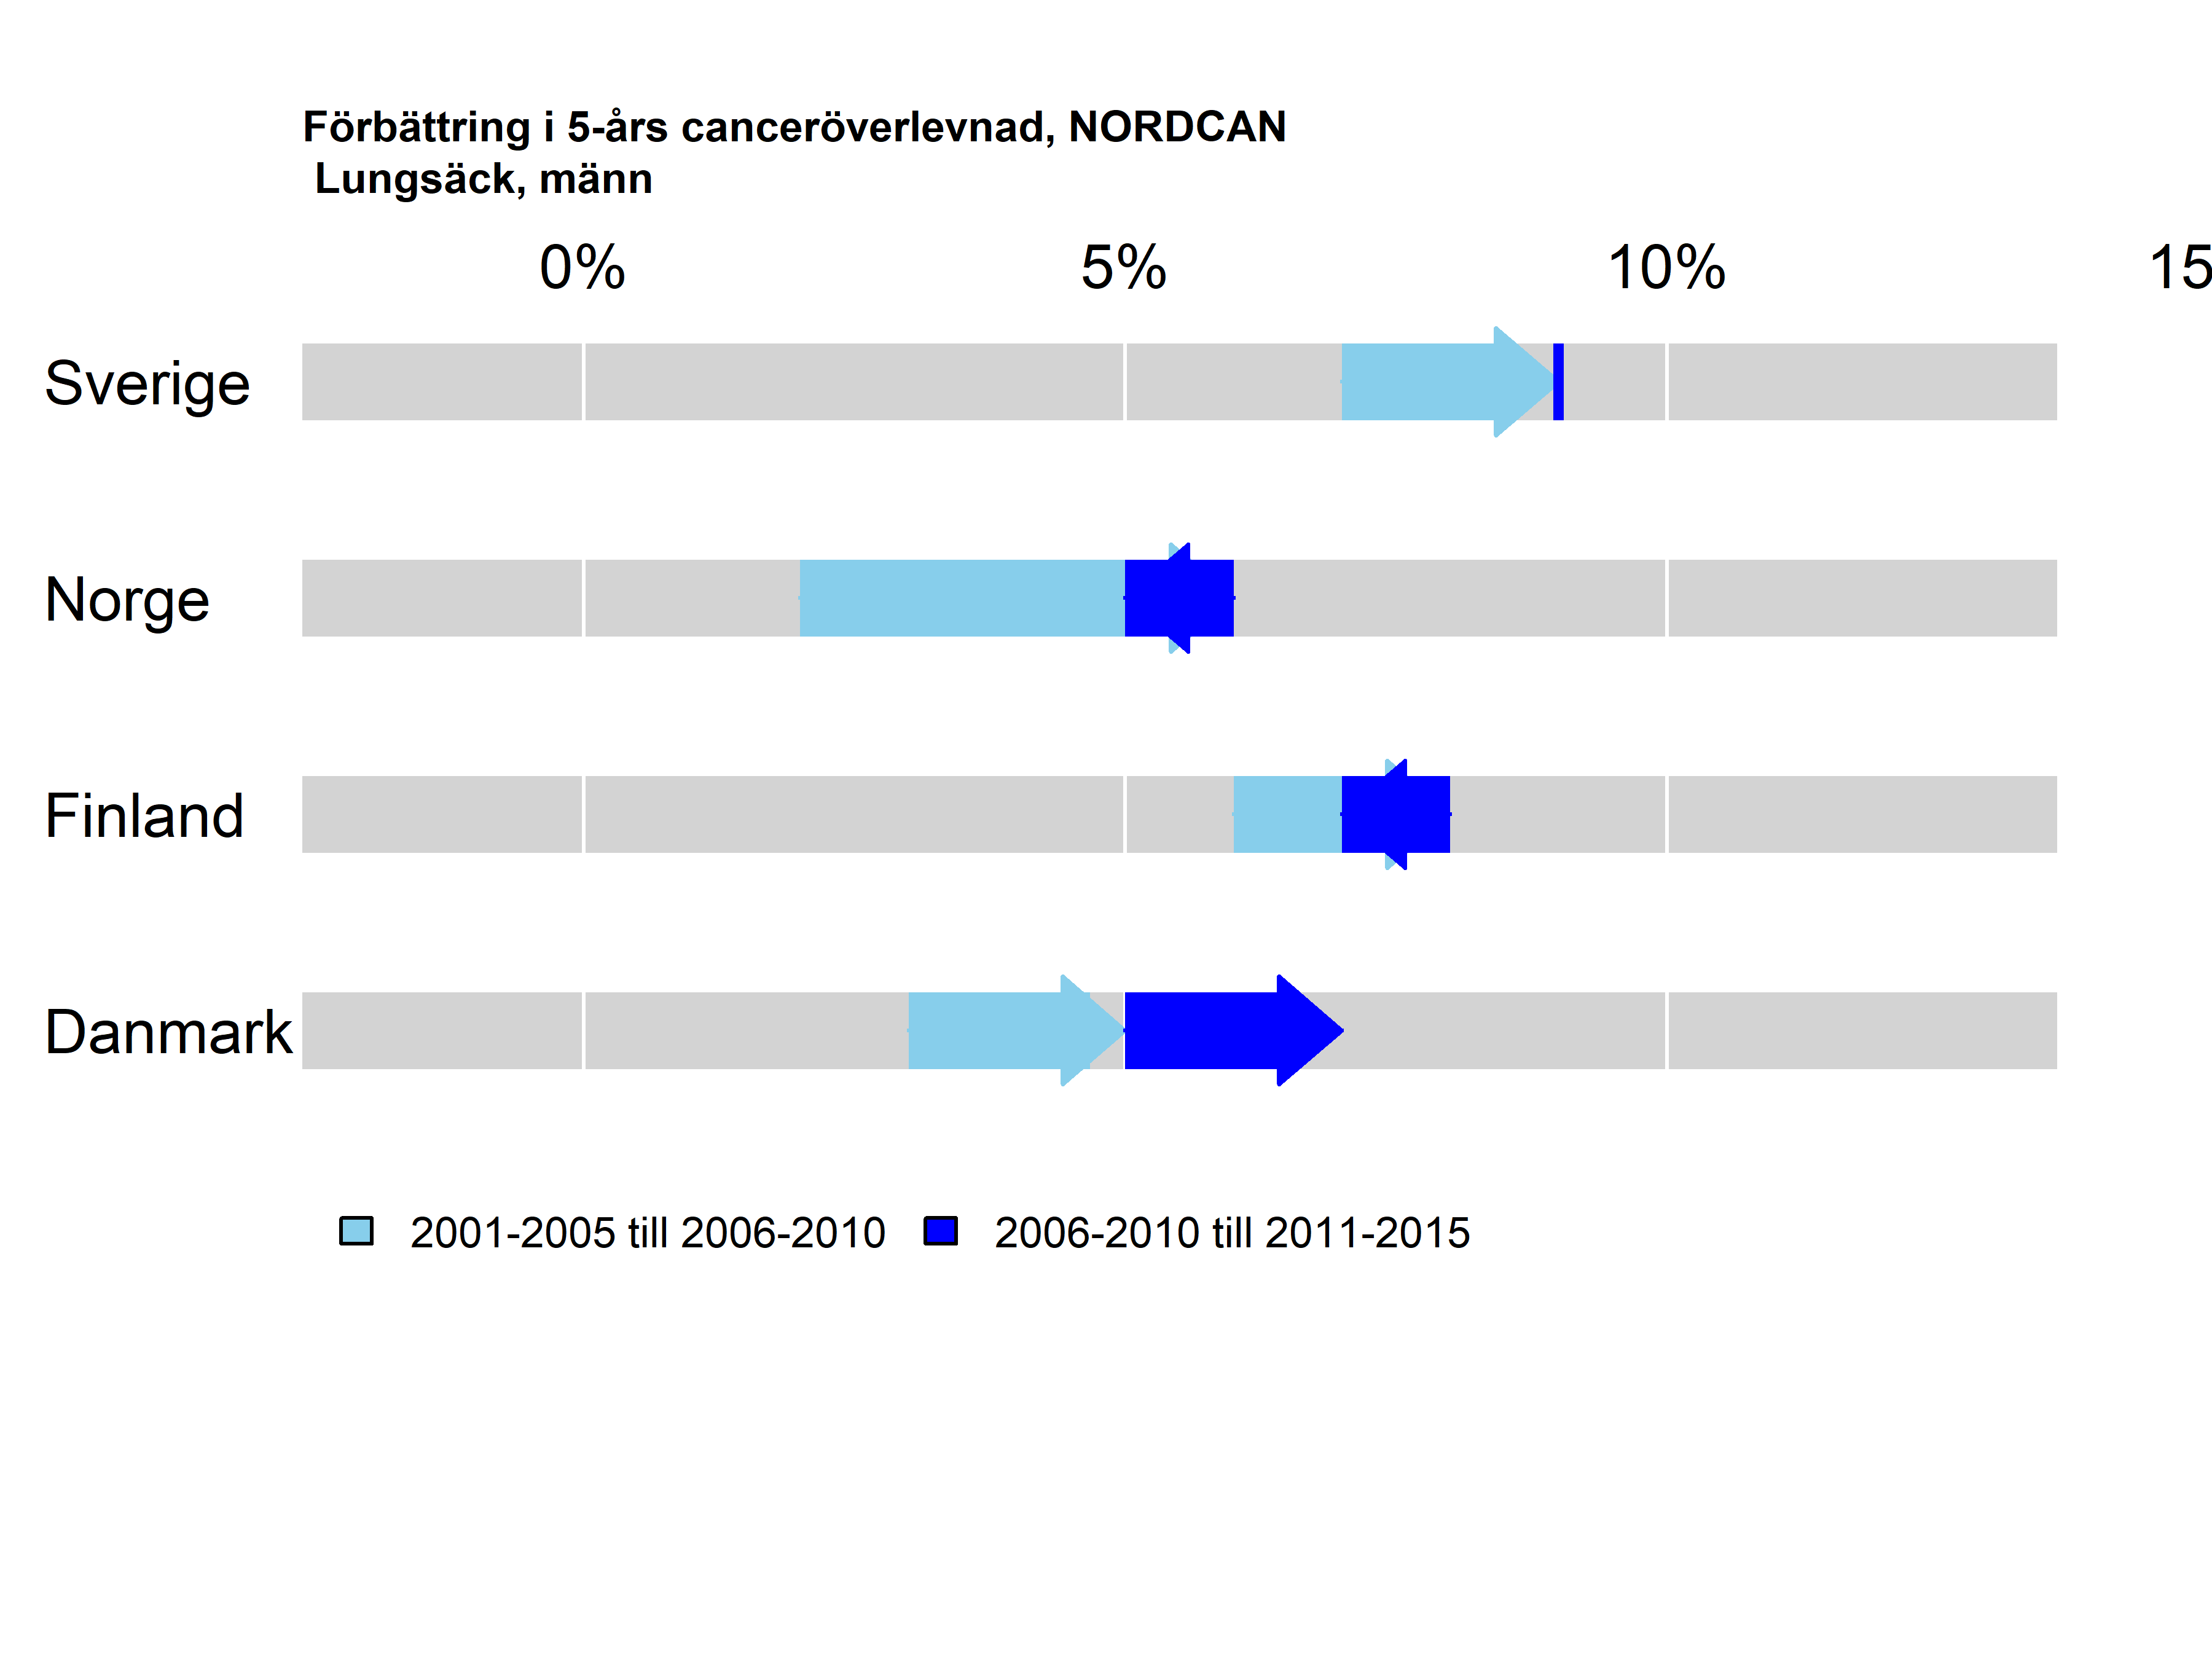 Förbättring i 5-års canceröverlevnad, NORDCAN
Lungsäck, männ
0% 5% 10% 15
Sverige
Norge
Finland
Danmark
2001-2005 till 2006-2010 2006-2010 till 2011-2015